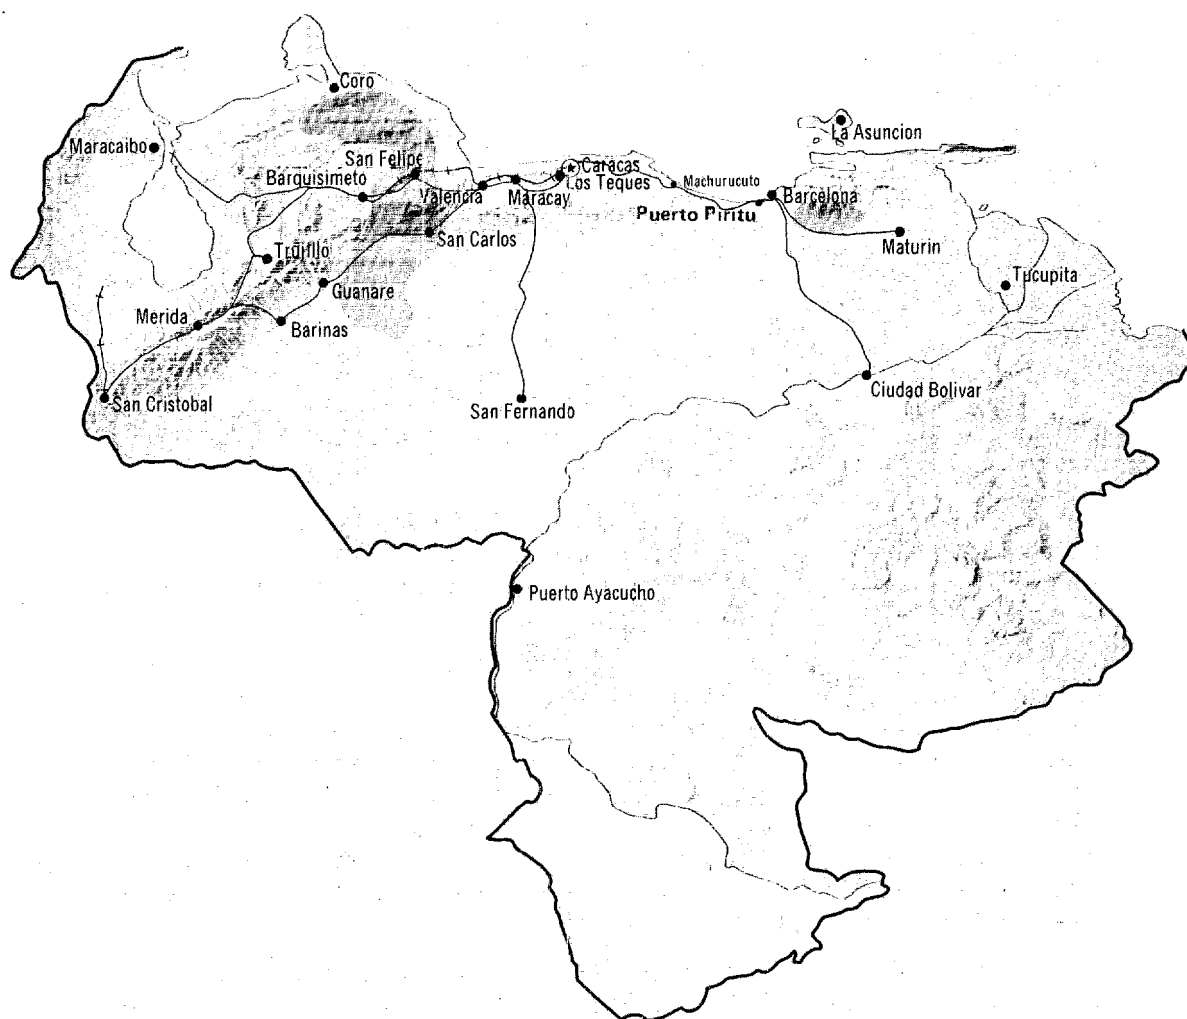 Coro
La Asuncion
Maracaibo
San Felipe
Caracas
Barquisimeto
Los Teques
Machurucuto
Valencia
Maracay
Barcelona
Puerto Piritu
San Carlos
Maturin
Trujillo
Tucupita
Guanare
Merida
Barinas
Ciudad Bolivar
San Cristobal
San Fernando
Puerto Ayacucho